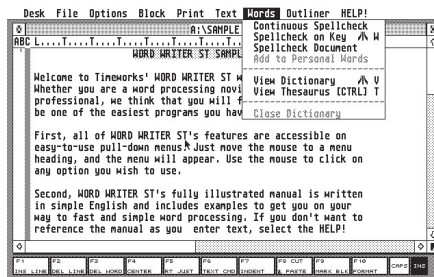 Desk File Options Block Print Text Words Outliner HELP!
A:\SAMPLE
ABC L....T....T....T....T....T....T....T
WORD WRITER ST SAMPL
Continuous Spellcheck
Spellcheck on Key W
Spellcheck Document
Add to Personal Words
View Dictionary V
View Thesaurus [CTRL] T
Close Dictionary
Welcome to Timeworks' WORD WRITER ST w
Whether you are a word processing novi
professional, we think that you will f
be one of the easiest programs you hav
First, all of WORD WRITER ST's features are accessible on
easy-to-use pull-down menus. Just move the mouse to a menu
heading, and the menu will appear. Use the mouse to click on
any option you wish to use.
Second, WORD WRITER ST's fully illustrated manual is written
in simple English and includes examples to get you on your
way to fast and simple word processing. If you don't want to
reference the manual as you enter text, select the HELP!
F1 F2 F3 F4 F5 F6 F7 F8 CUT F9 F10
INS LINE DEL LINE DEL WORD CENTER RT JUST TEXT CMD INDENT & PASTE MARK BLK FORMAT CAPS INS